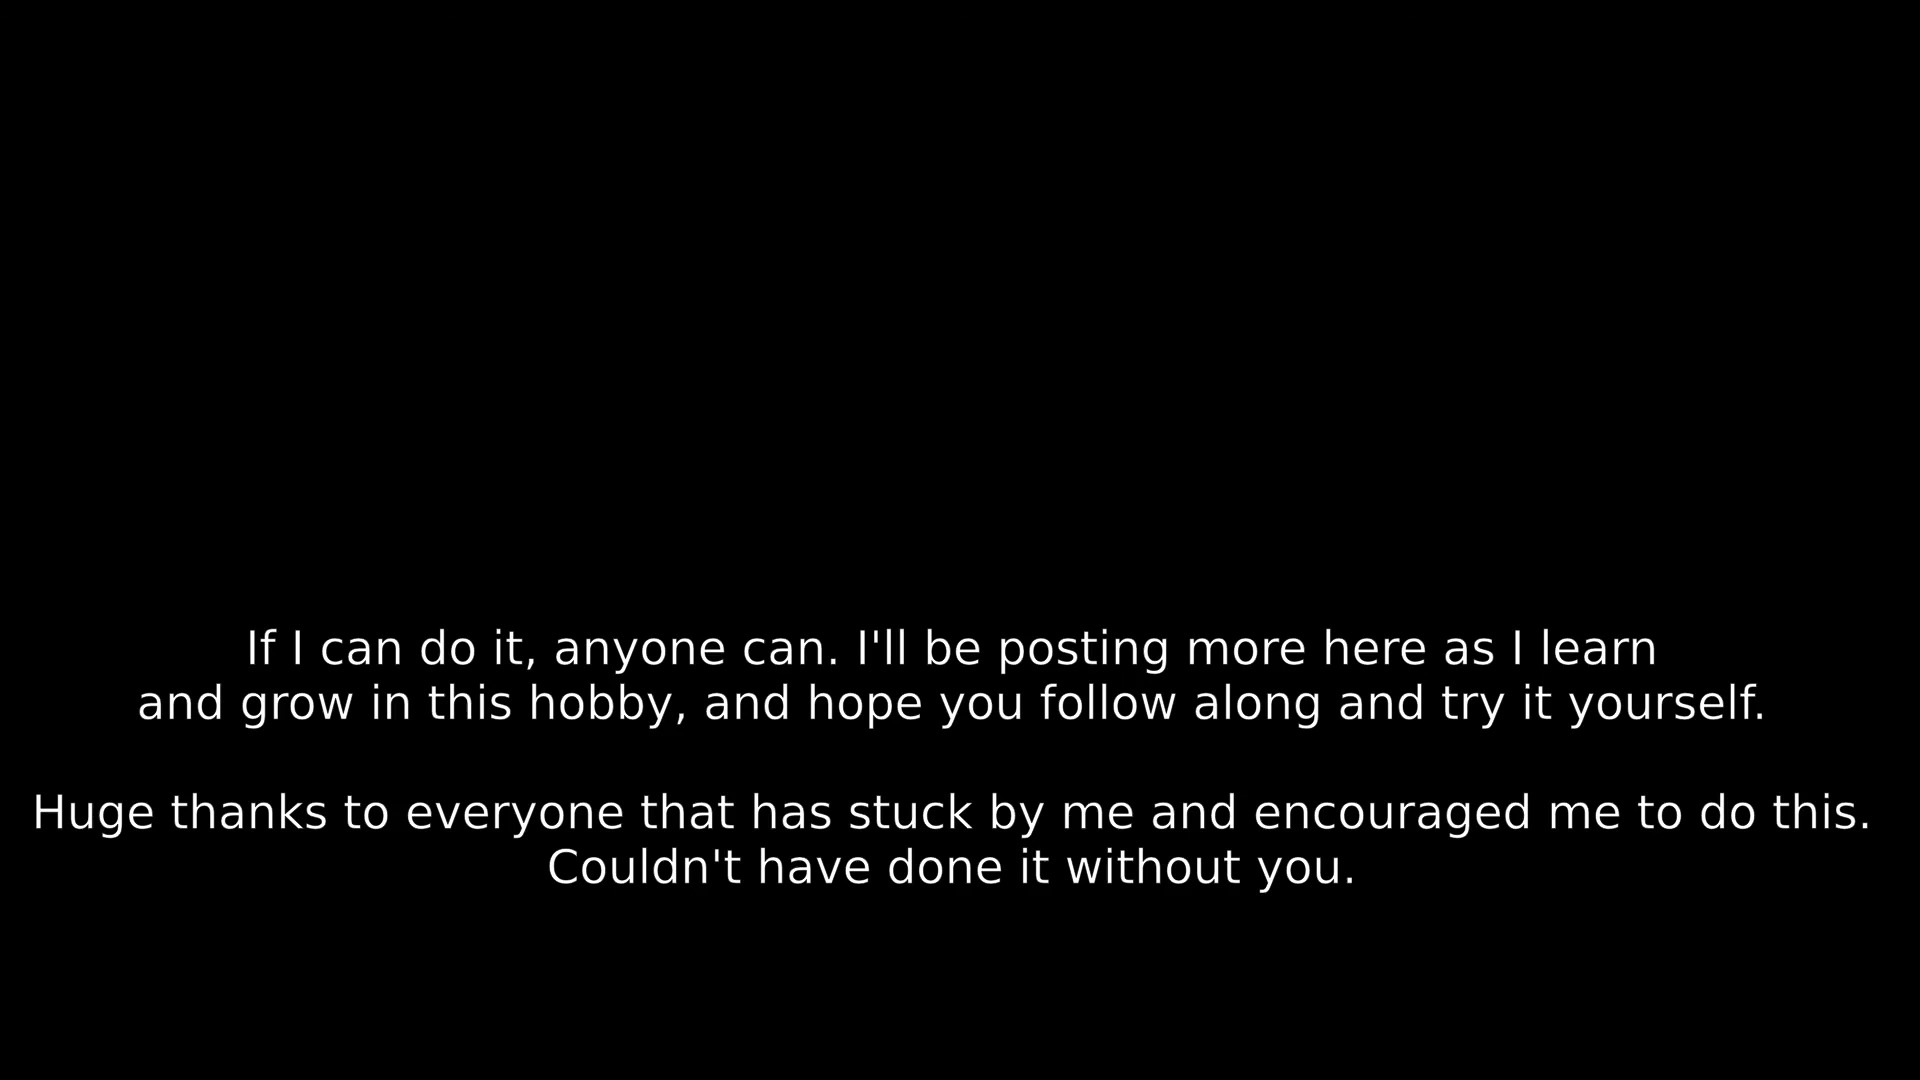 If I can do it, anyone can. I'll be posting more here as I learn
and grow in this hobby, and hope you follow along and try it yourself.
Huge thanks to everyone that has stuck by me and encouraged me to do this.
Couldn't have done it without you.